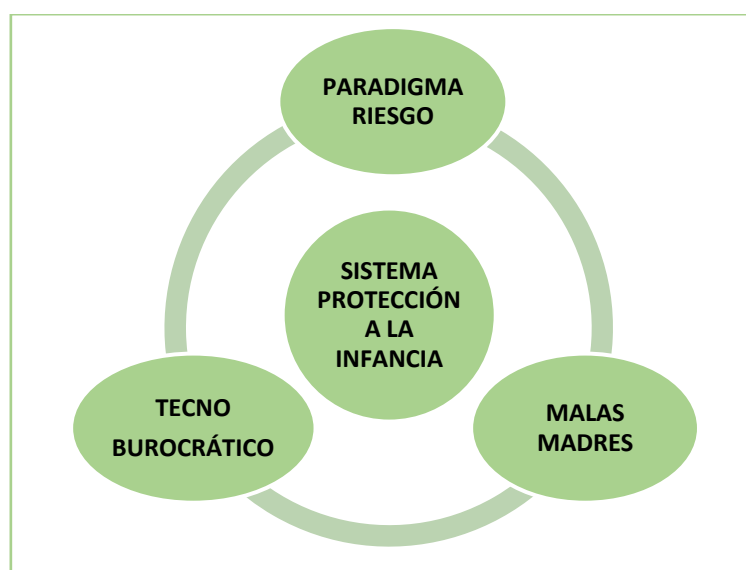 PARADIGMA
RIESGO
SISTEMA
PROTECCIÓN
A LA
INFANCIA
TECNO
BUROCRÁTICO
MALAS
MADRES